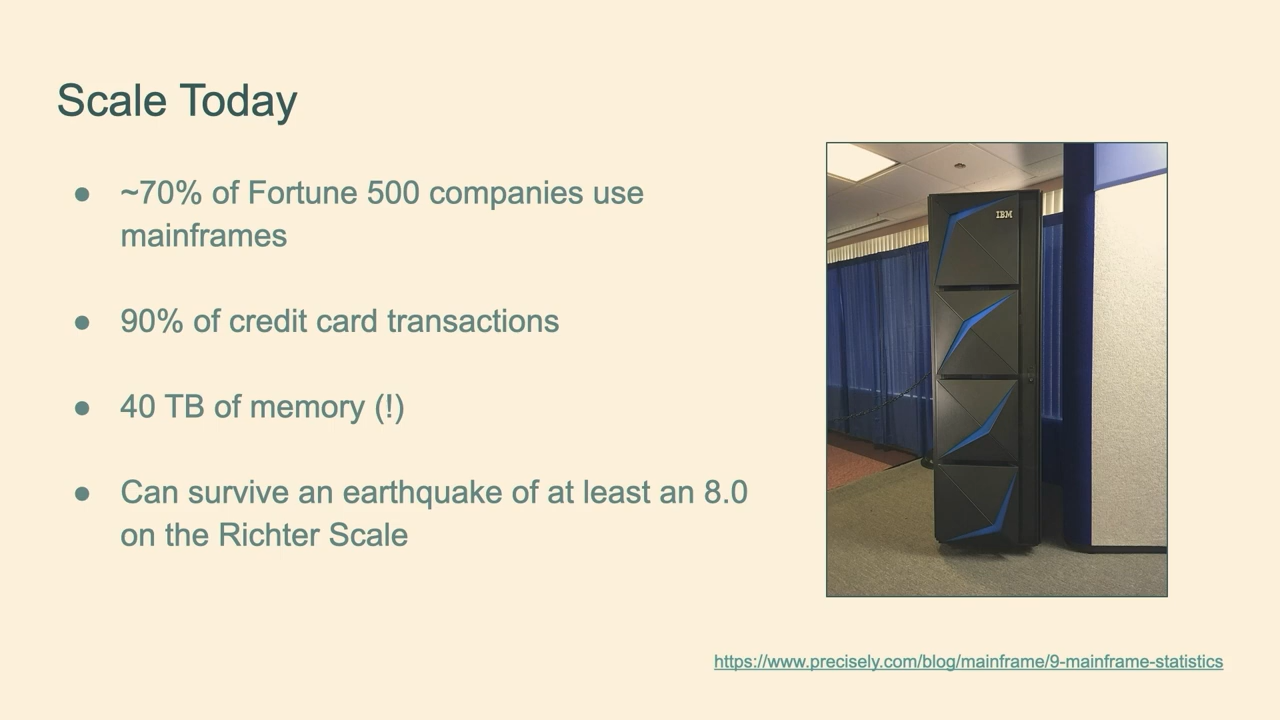 Scale Today
● ~70% of Fortune 500 companies use
mainframes
● 90% of credit card transactions
● 40 TB of memory (!)
● Can survive an earthquake of at least an 8.0
on the Richter Scale
IBM
https://www.precisely.com/blog/mainframe/9-mainframe-statistics